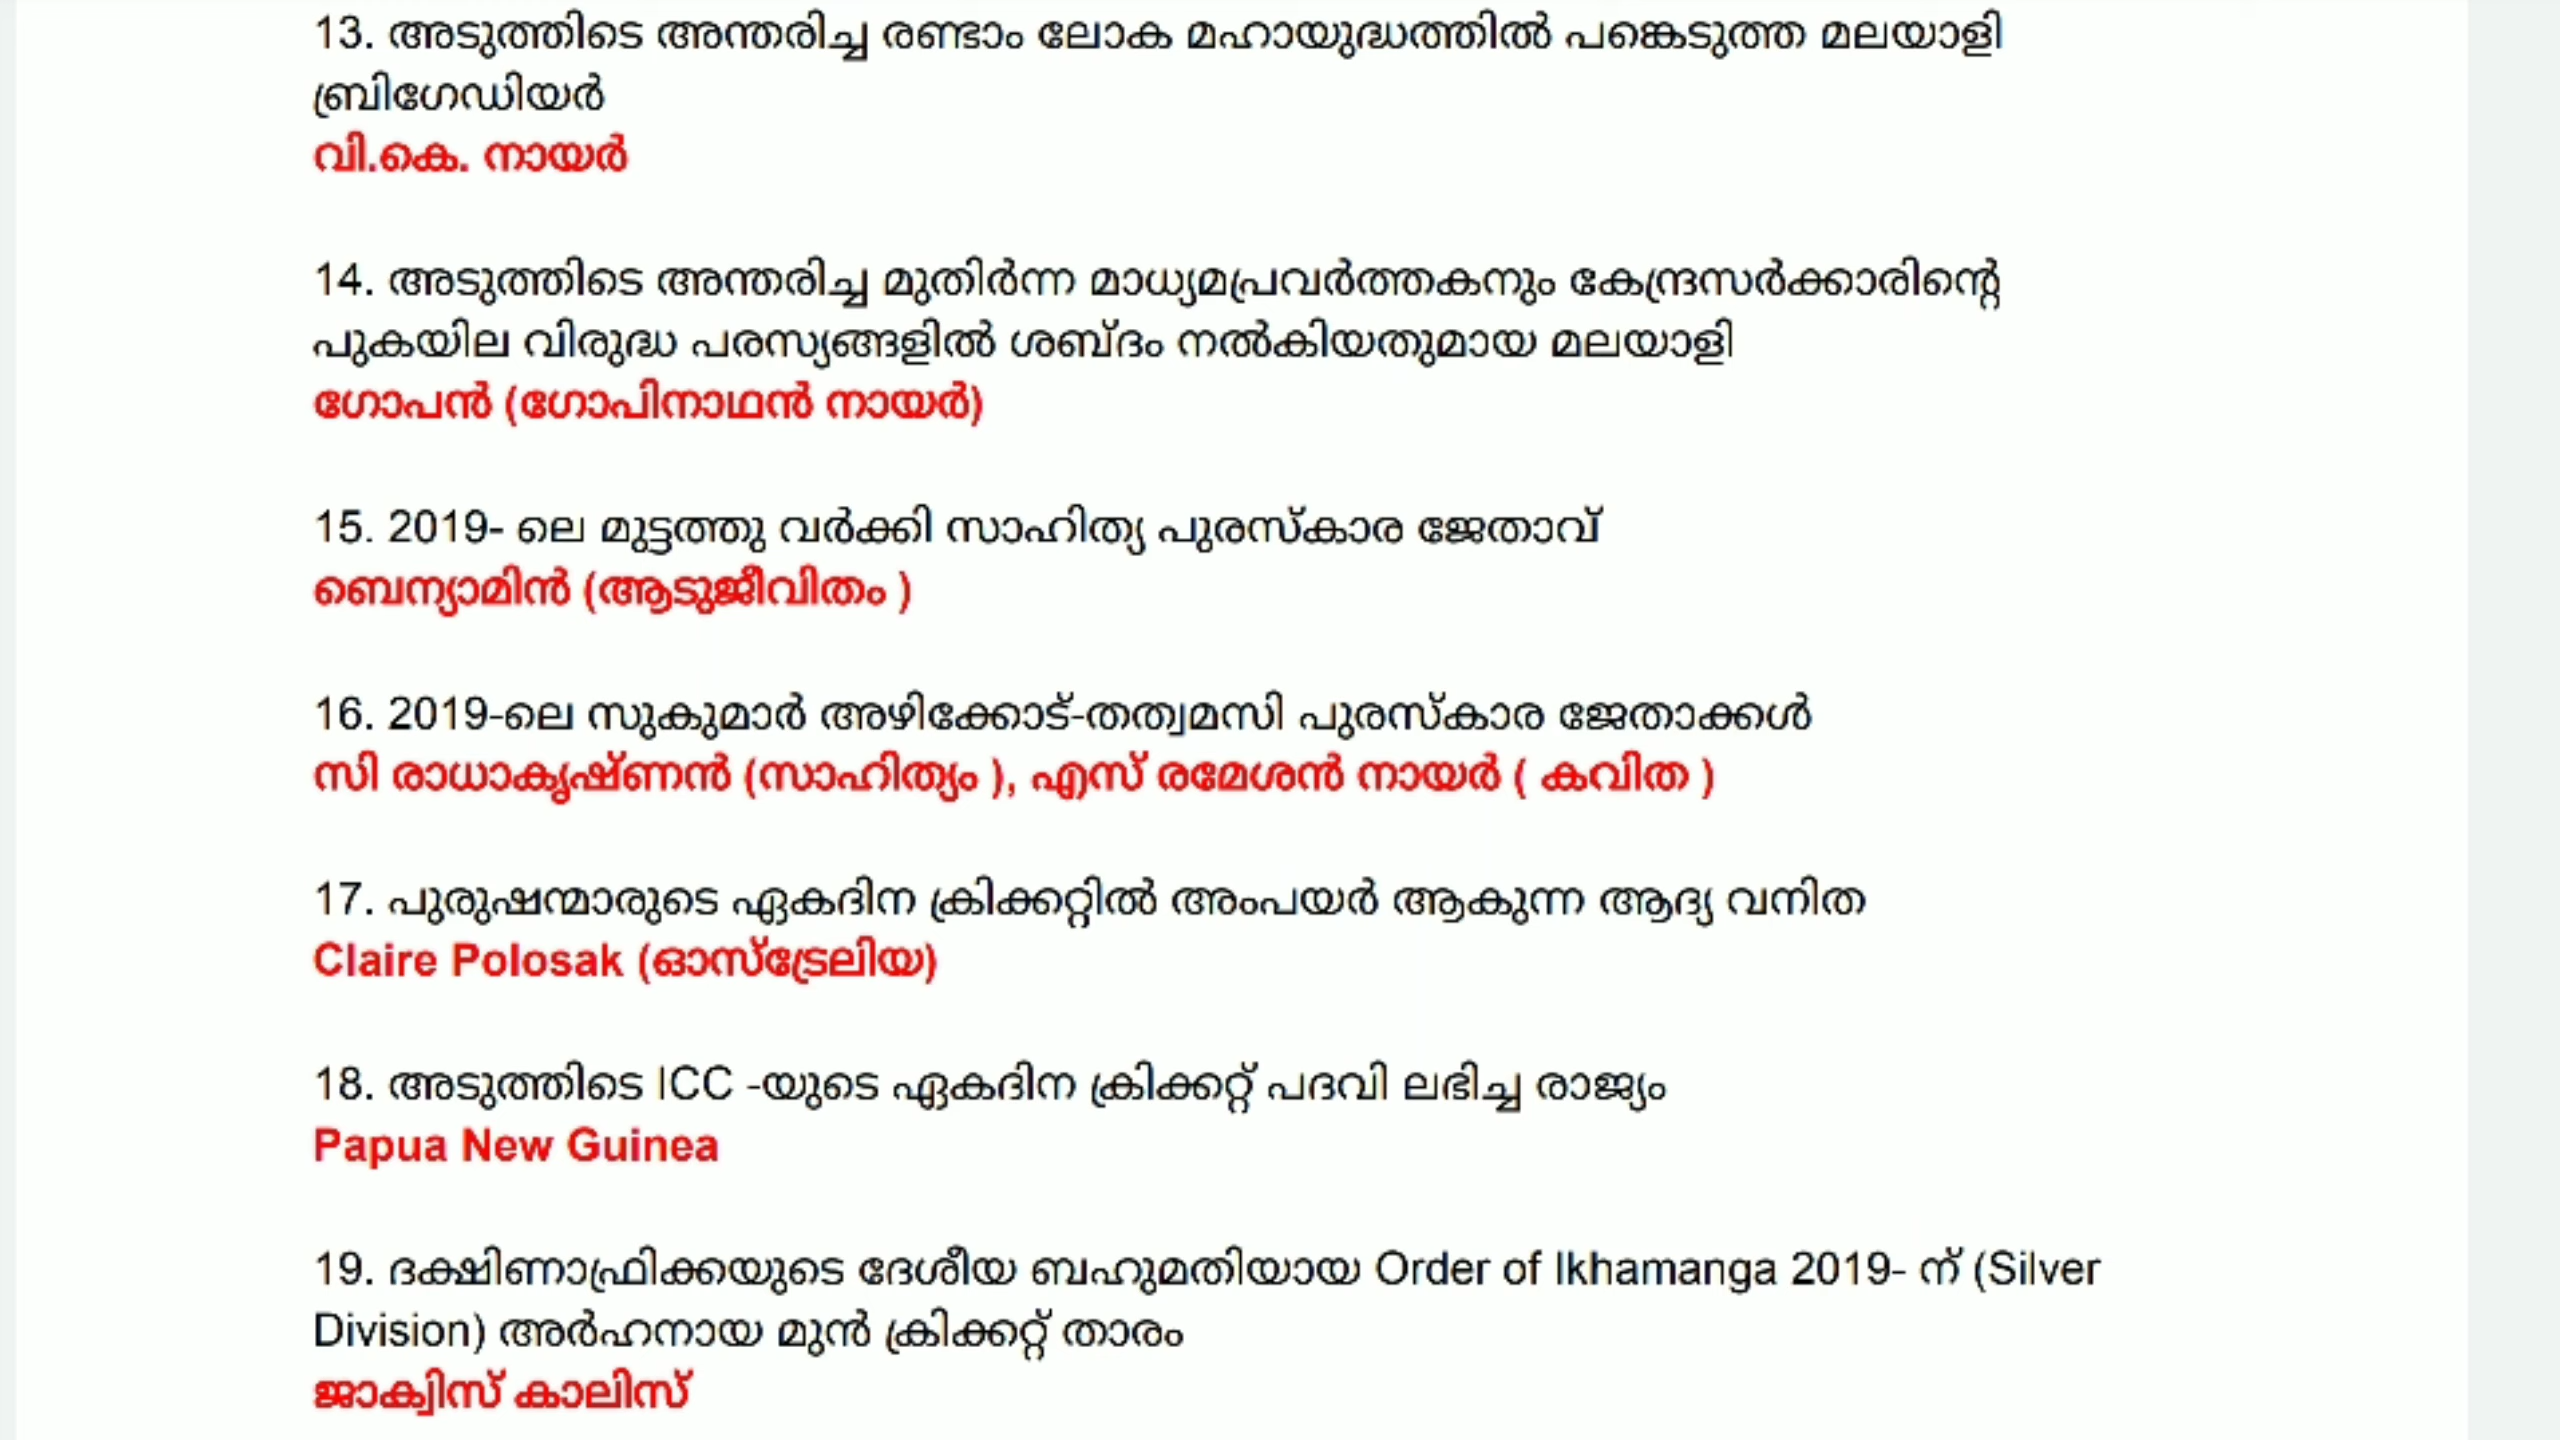 13. അടുത്തിടെ അന്തരിച്ച രണ്ടാം ലോക മഹായുദ്ധത്തിൽ പങ്കെടുത്ത മലയാളി
ബ്രിഗേഡിയർ
വി.കെ. നായർ
14. അടുത്തിടെ അന്തരിച്ച മുതിർന്ന മാധ്യമപ്രവർത്തകനും കേന്ദ്രസർക്കാരിന്റെ
പുകയില വിരുദ്ധ പരസ്യങ്ങളിൽ ശബ്ദം നൽകിയതുമായ മലയാളി
ഗോപൻ (ഗോപിനാഥൻ നായർ)
15. 2019- ലെ മുട്ടത്തു വർക്കി സാഹിത്യ പുരസ്കാര ജേതാവ്
ബെന്യാമിൻ (ആടുജീവിതം )
16. 2019-ലെ സുകുമാർ അഴിക്കോട്-തത്വമസി പുരസ്കാര ജേതാക്കൾ
സി രാധാകൃഷ്ണൻ (സാഹിത്യം ), എസ് രമേശൻ നായർ ( കവിത )
17. പുരുഷന്മാരുടെ ഏകദിന ക്രിക്കറ്റിൽ അംപയർ ആകുന്ന ആദ്യ വനിത
Claire Polosak (ഓസ്ട്രേലിയ)
18. അടുത്തിടെ ICC -യുടെ ഏകദിന ക്രിക്കറ്റ് പദവി ലഭിച്ച രാജ്യം
Papua New Guinea
19. ദക്ഷിണാഫ്രിക്കയുടെ ദേശീയ ബഹുമതിയായ Order of Ikhamanga 2019- ന് (Silver
Division) അർഹനായ മുൻ ക്രിക്കറ്റ് താരം
ജാക്വിസ് കാലിസ്